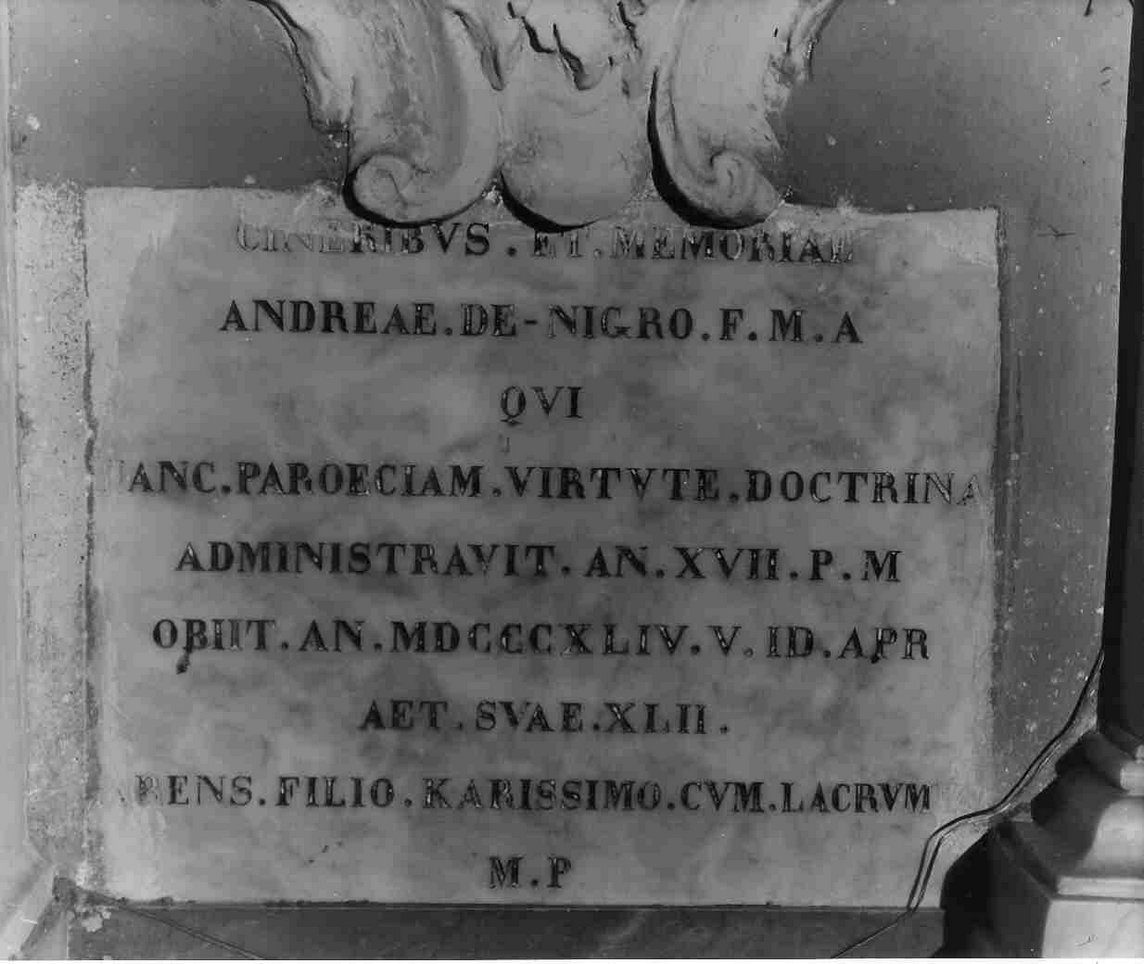 CINERIBVS . ET . MEMORIAE
ANDREAE . DE - NIGRO . F . M . A
QVI
HANC . PAROECIAM . VIRTVTE . DOCTRINA
ADMINISTRAVIT . AN . XVII . P . M
OBIIT . AN . MDCCCXLIV . V . ID . APR
AET . SVAE . XLII .
PARENS . FILIO . KARISSIMO . CVM . LACRVM
M . P